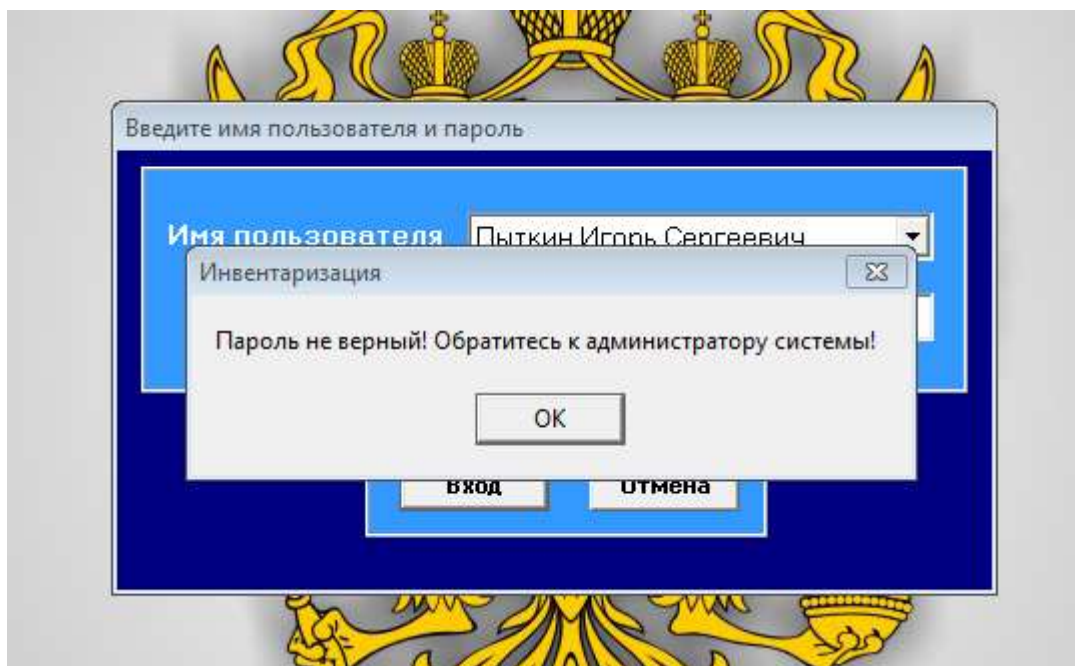 Введите имя пользователя и пароль
Имя пользователя
Пыткин Игорь Сергеевич
Инвентаризация
Пароль не верный! Обратитесь к администратору системы!
OK
Вход
Отмена